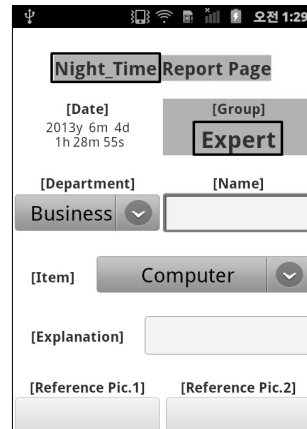 오전 1:29
Night_Time Report Page
[Date] [Group]
2013y 6m 4d
1h 28m 55s
Expert
[Department] [Name]
Business
[Item] Computer
[Explanation]
[Reference Pic.1] [Reference Pic.2]